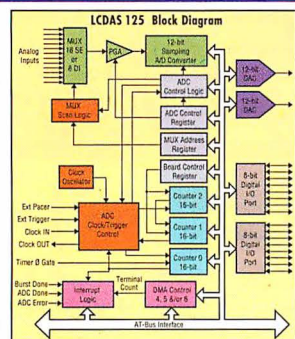 LCDAS 125 Block Diagram
Analog
Inputs
MUX
16 SE
or
8 DI
PGA
12-bit
Sampling
A/D Converter
12-bit
DAC
12-bit
DAC
ADC
Control Logic
MUX
Scan Logic
ADC Control
Register
MUX Address
Register
Board Control
Register
Clock
Oscillator
Counter 2
16-bit
8-bit
Digital
I/O
Port
Ext Pacer
Ext Trigger
Clock IN
Clock OUT
ADC
Clock/Trigger
Control
Counter 1
16-bit
Counter 0
16-bit
8-bit
Digital
I/O
Port
Timer Ø Gate
Terminal
Count
Burst Done
ADC Done
ADC Error
Interrupt
Logic
DMA Control
4, 5 &/or 6
AT-Bus Interface